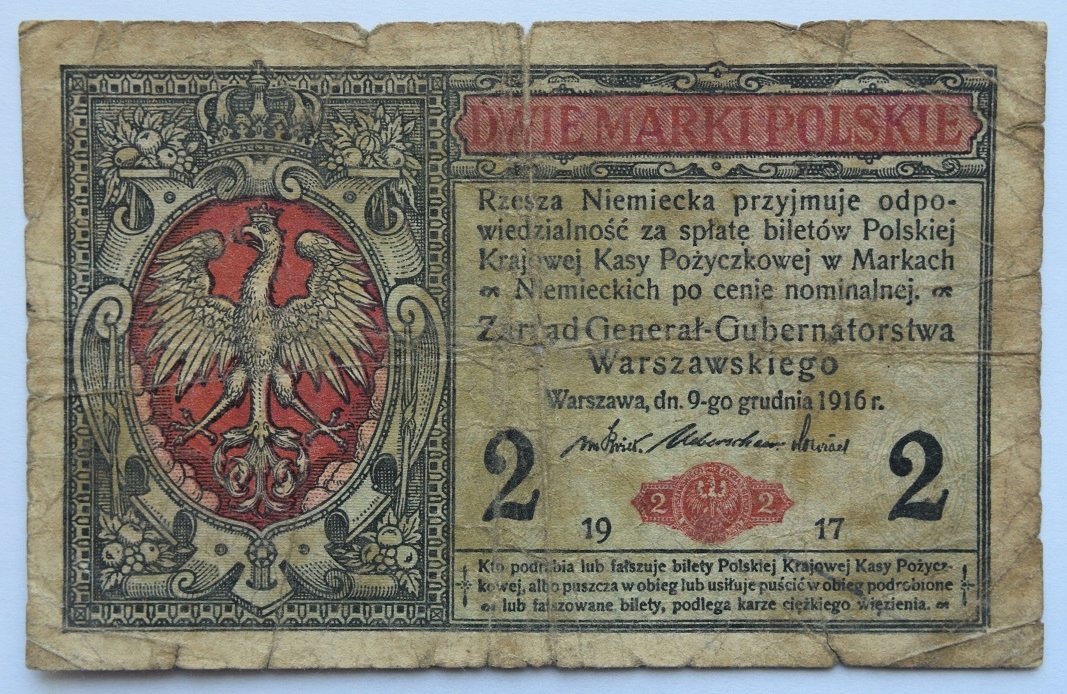 DWIE MARKI POLSKIE
Rzesza Niemiecka przyjmuje odpo-
wiedzialność za spłatę biletów Polskiej
Krajowej Kasy Pożyczkowej w Markach
Niemieckich po cenie nominalnej.
Zarząd Generał-Gubernatorstwa
Warszawskiego
Warszawa, dn. 9-go grudnia 1916 r.
2 2
2 2
19 17
Kto podrabia lub fałszuje bilety Polskiej Krajowej Kasy Pożycz-
kowej, albo puszcza w obieg lub usiłuje puścić w obieg podrobione
lub fałszowane bilety, podlega karze ciężkiego więzienia.